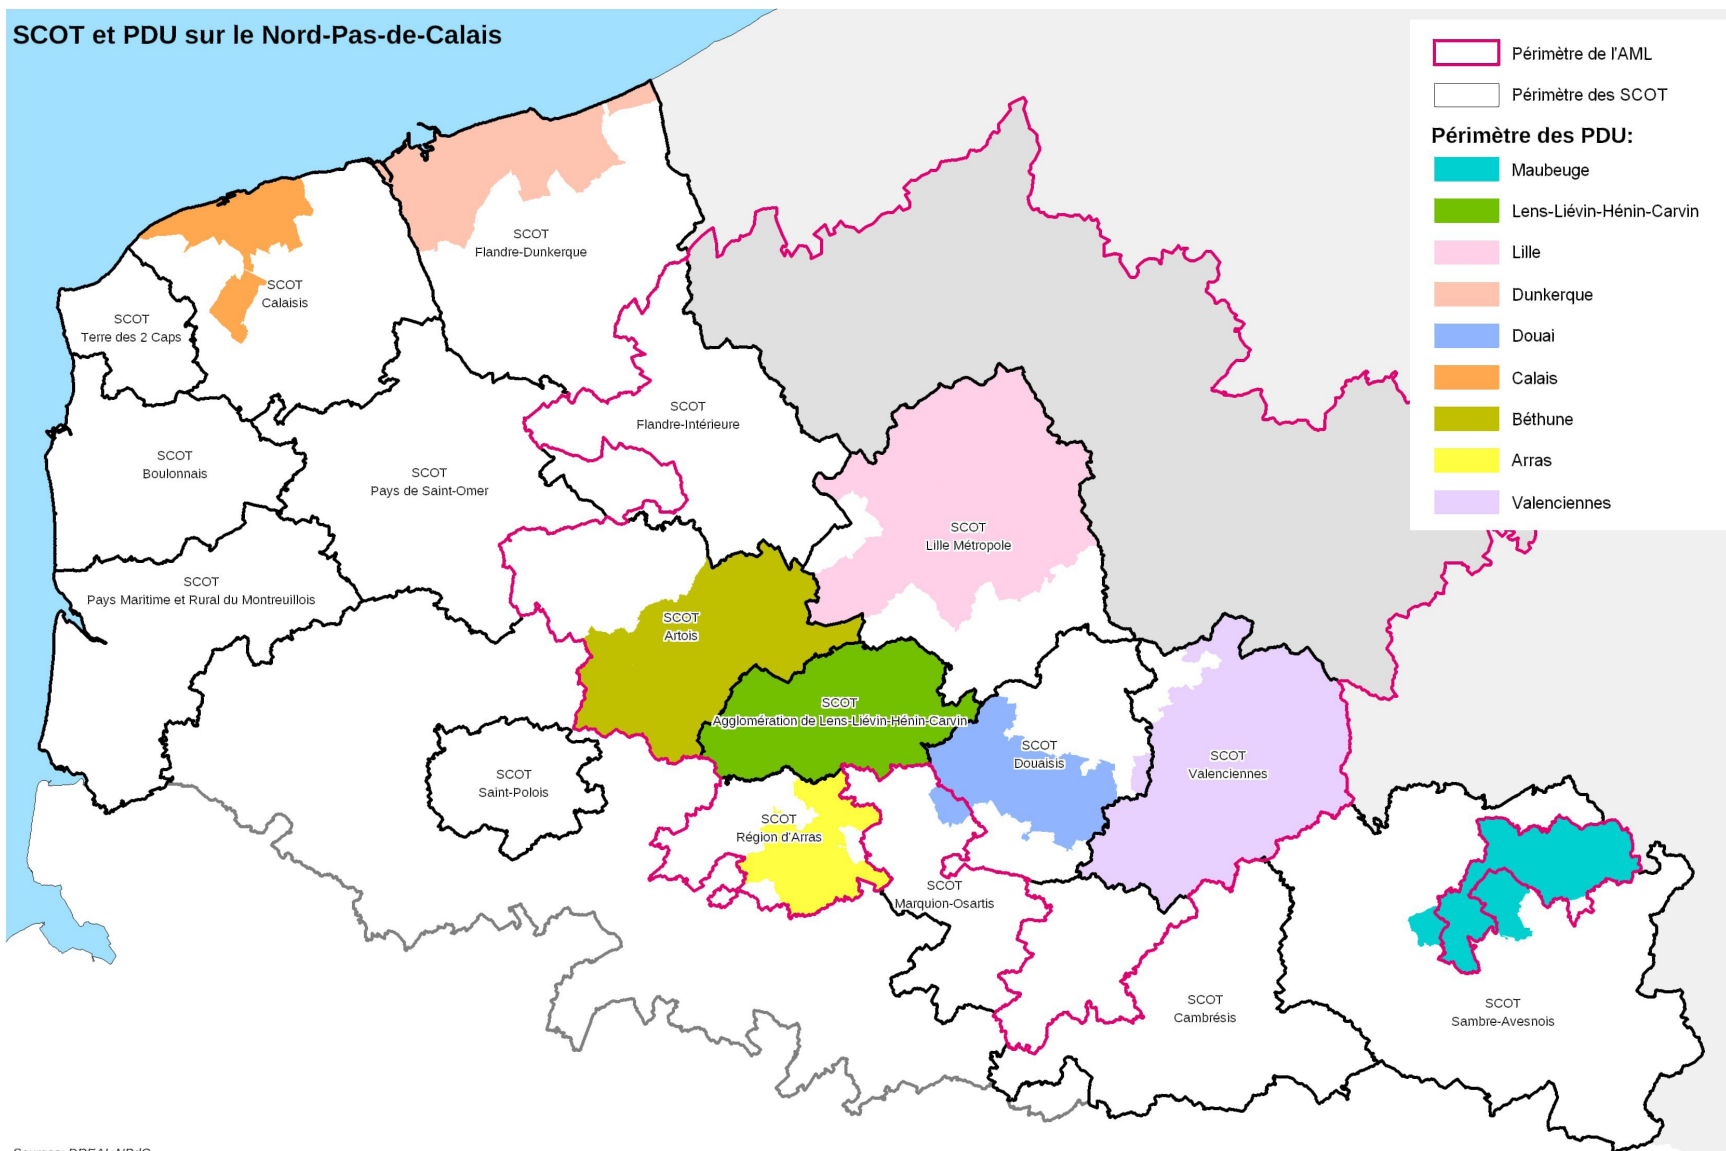 SCOT et PDU sur le Nord-Pas-de-Calais
Périmètre de l'AML
Périmètre des SCOT
Périmètre des PDU:
Maubeuge
Lens-Liévin-Hénin-Carvin
Lille
Dunkerque
Douai
Calais
Béthune
Arras
Valenciennes
SCOT
Flandre-Dunkerque
SCOT
Calaisis
SCOT
Terre des 2 Caps
SCOT
Flandre-Intérieure
SCOT
Boulonnais
SCOT
Pays de Saint-Omer
SCOT
Lille Métropole
SCOT
Pays Maritime et Rural du Montreuillois
SCOT
Artois
SCOT
Agglomération de Lens-Liévin-Hénin-Carvin
SCOT
Douaisis
SCOT
Valenciennes
SCOT
Saint-Polois
SCOT
Région d'Arras
SCOT
Marquion-Osartis
SCOT
Cambrésis
SCOT
Sambre-Avesnois